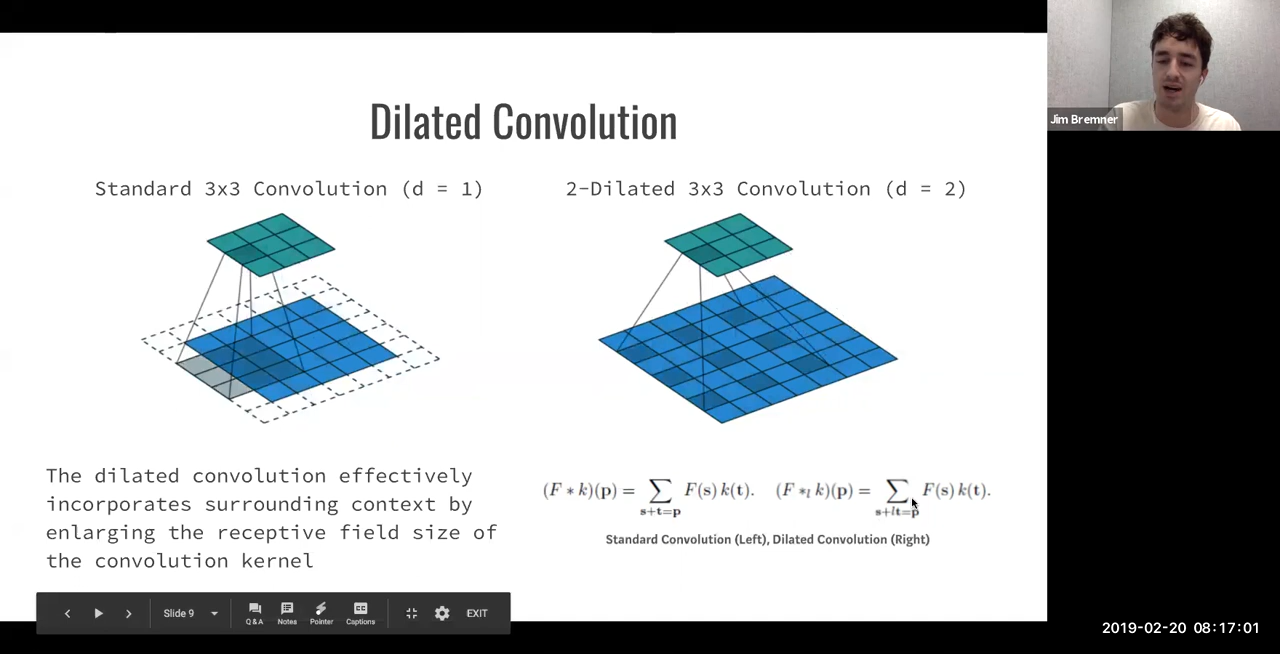 Dilated Convolution
Jim Bremner
Standard 3x3 Convolution (d = 1)
2-Dilated 3x3 Convolution (d = 2)
The dilated convolution effectively
incorporates surrounding context by
enlarging the receptive field size of
the convolution kernel
(F ∗ k)(p) = ∑ F(s) k(t).
s+t=p
(F ∗ₗ k)(p) = ∑ F(s) k(t).
s+lt=p
Standard Convolution (Left), Dilated Convolution (Right)
Slide 9
Q & A
Notes
Pointer
CC
Captions
EXIT
2019-02-20 08:17:01